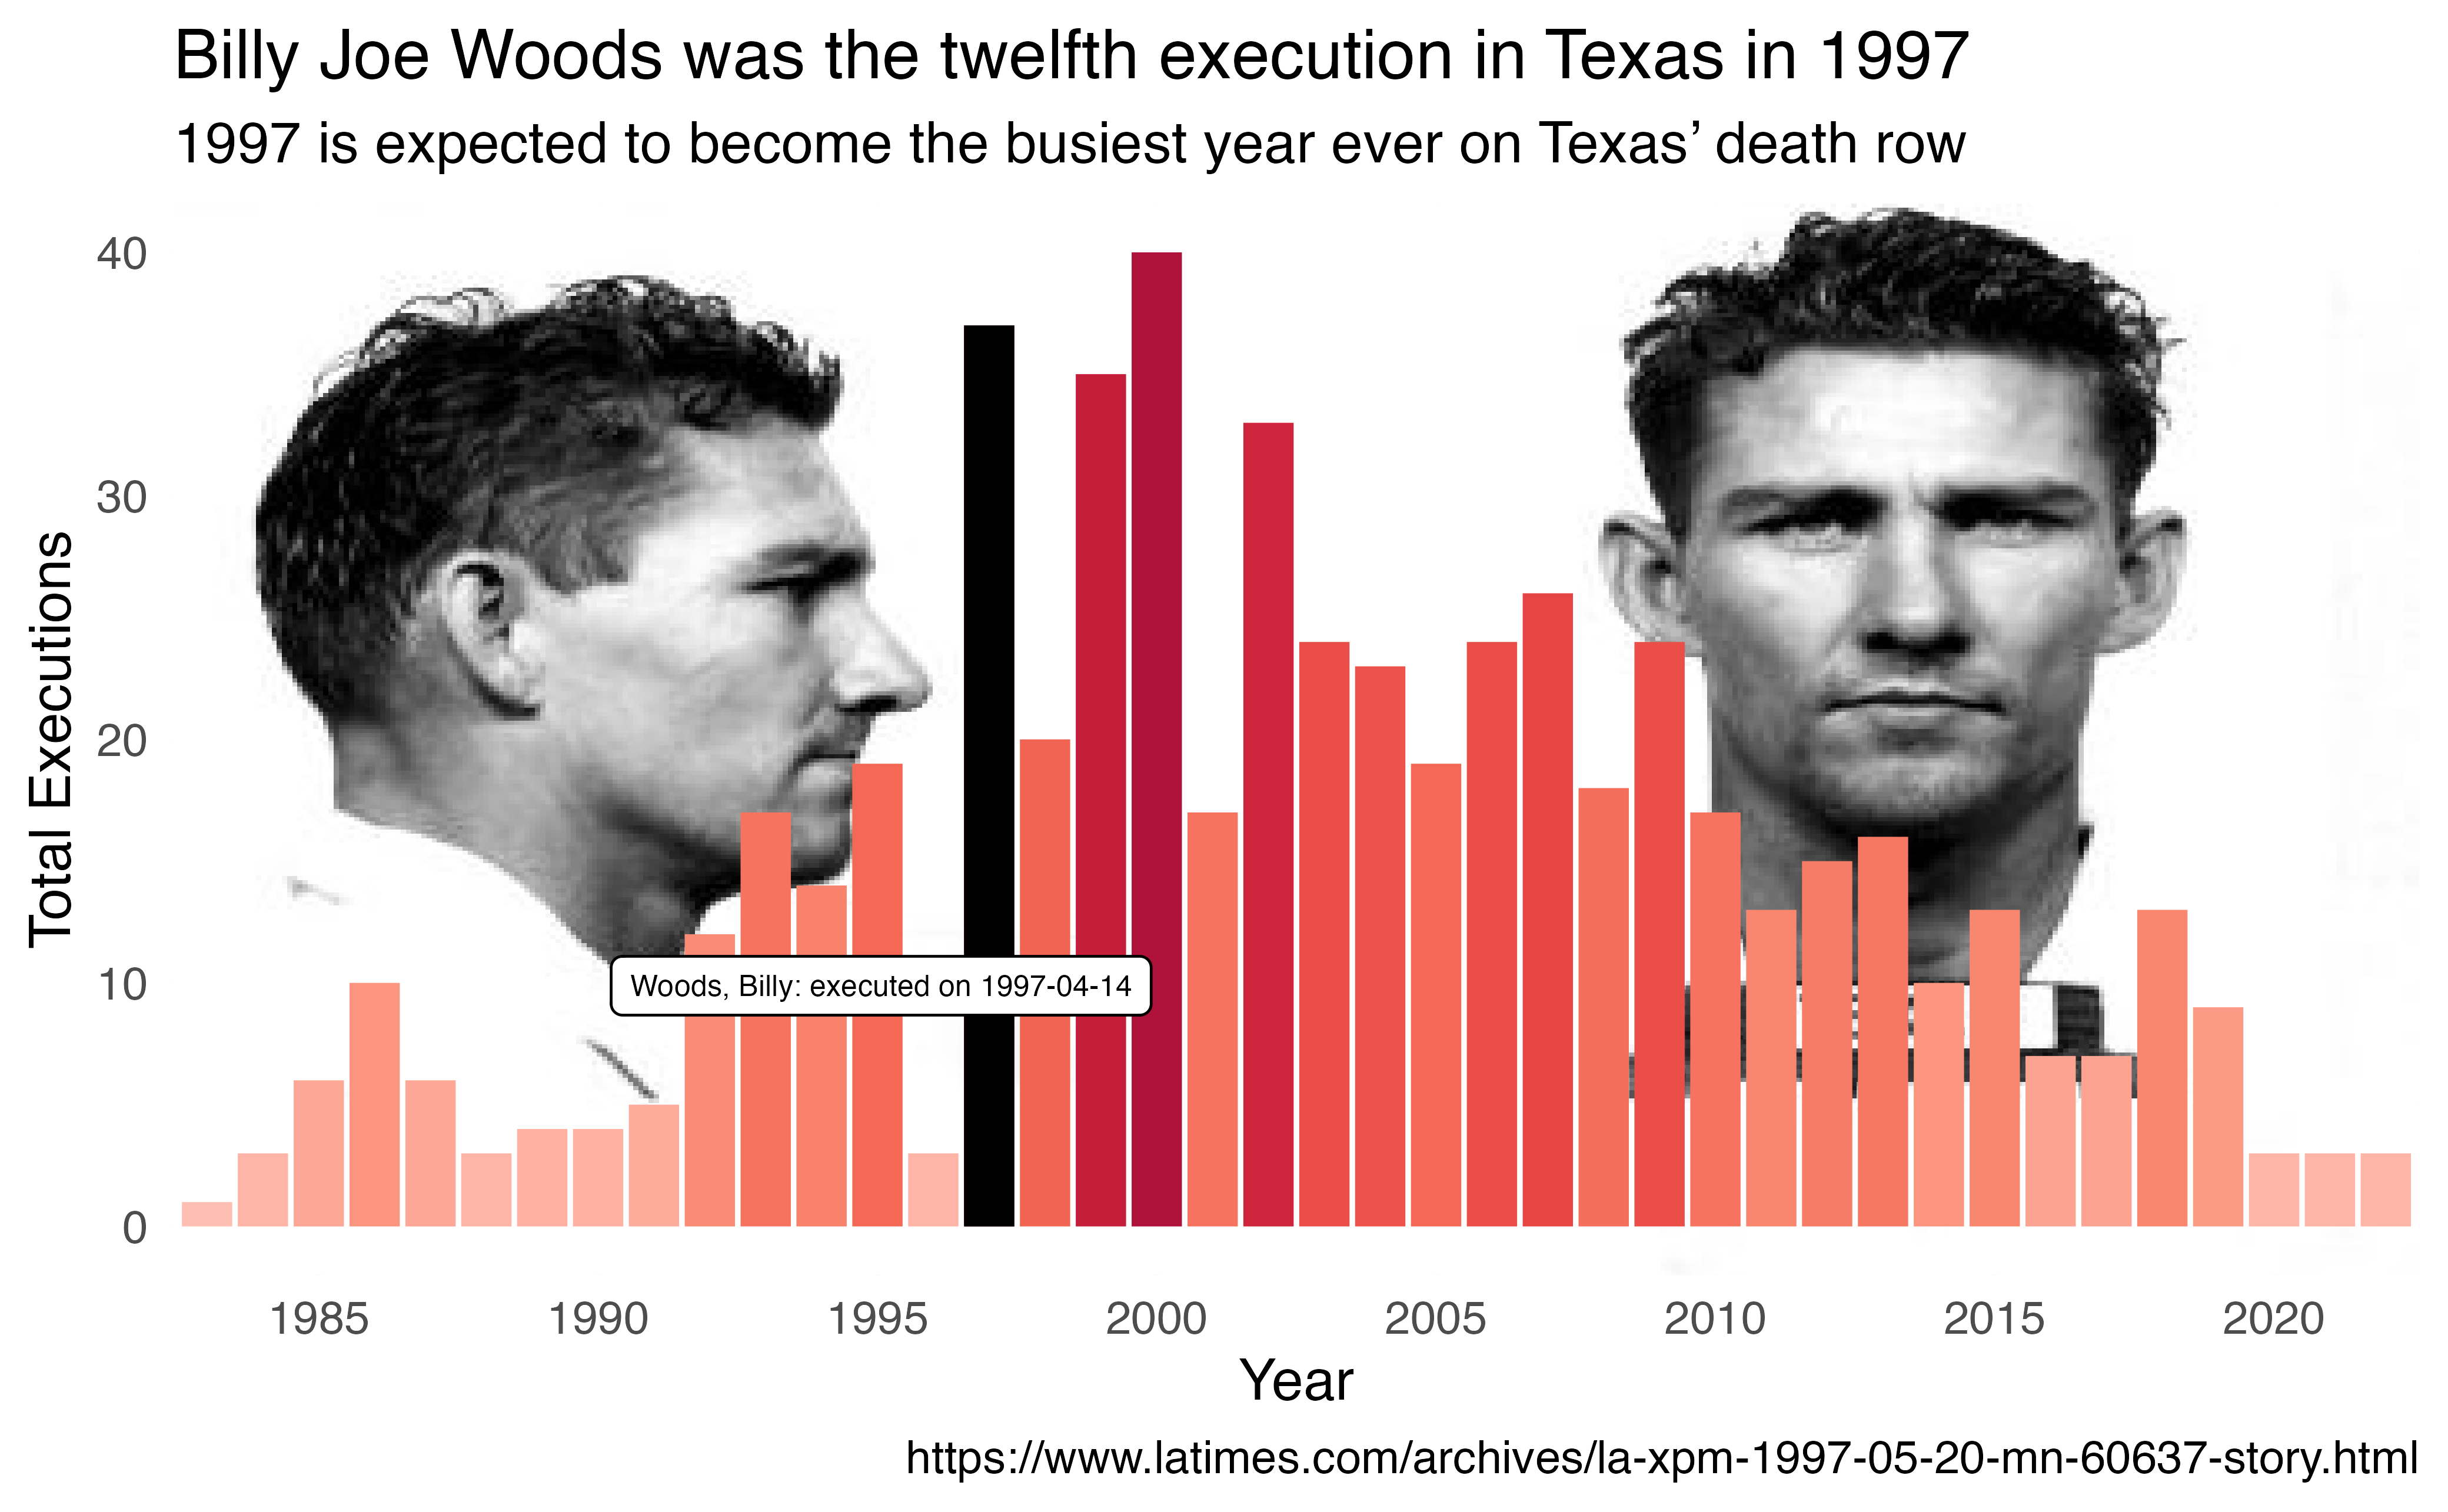 Billy Joe Woods was the twelfth execution in Texas in 1997
1997 is expected to become the busiest year ever on Texas’ death row
40
30
20
10
0
Total Executions
Woods, Billy: executed on 1997-04-14
1985 1990 1995 2000 2005 2010 2015 2020
Year
https://www.latimes.com/archives/la-xpm-1997-05-20-mn-60637-story.html